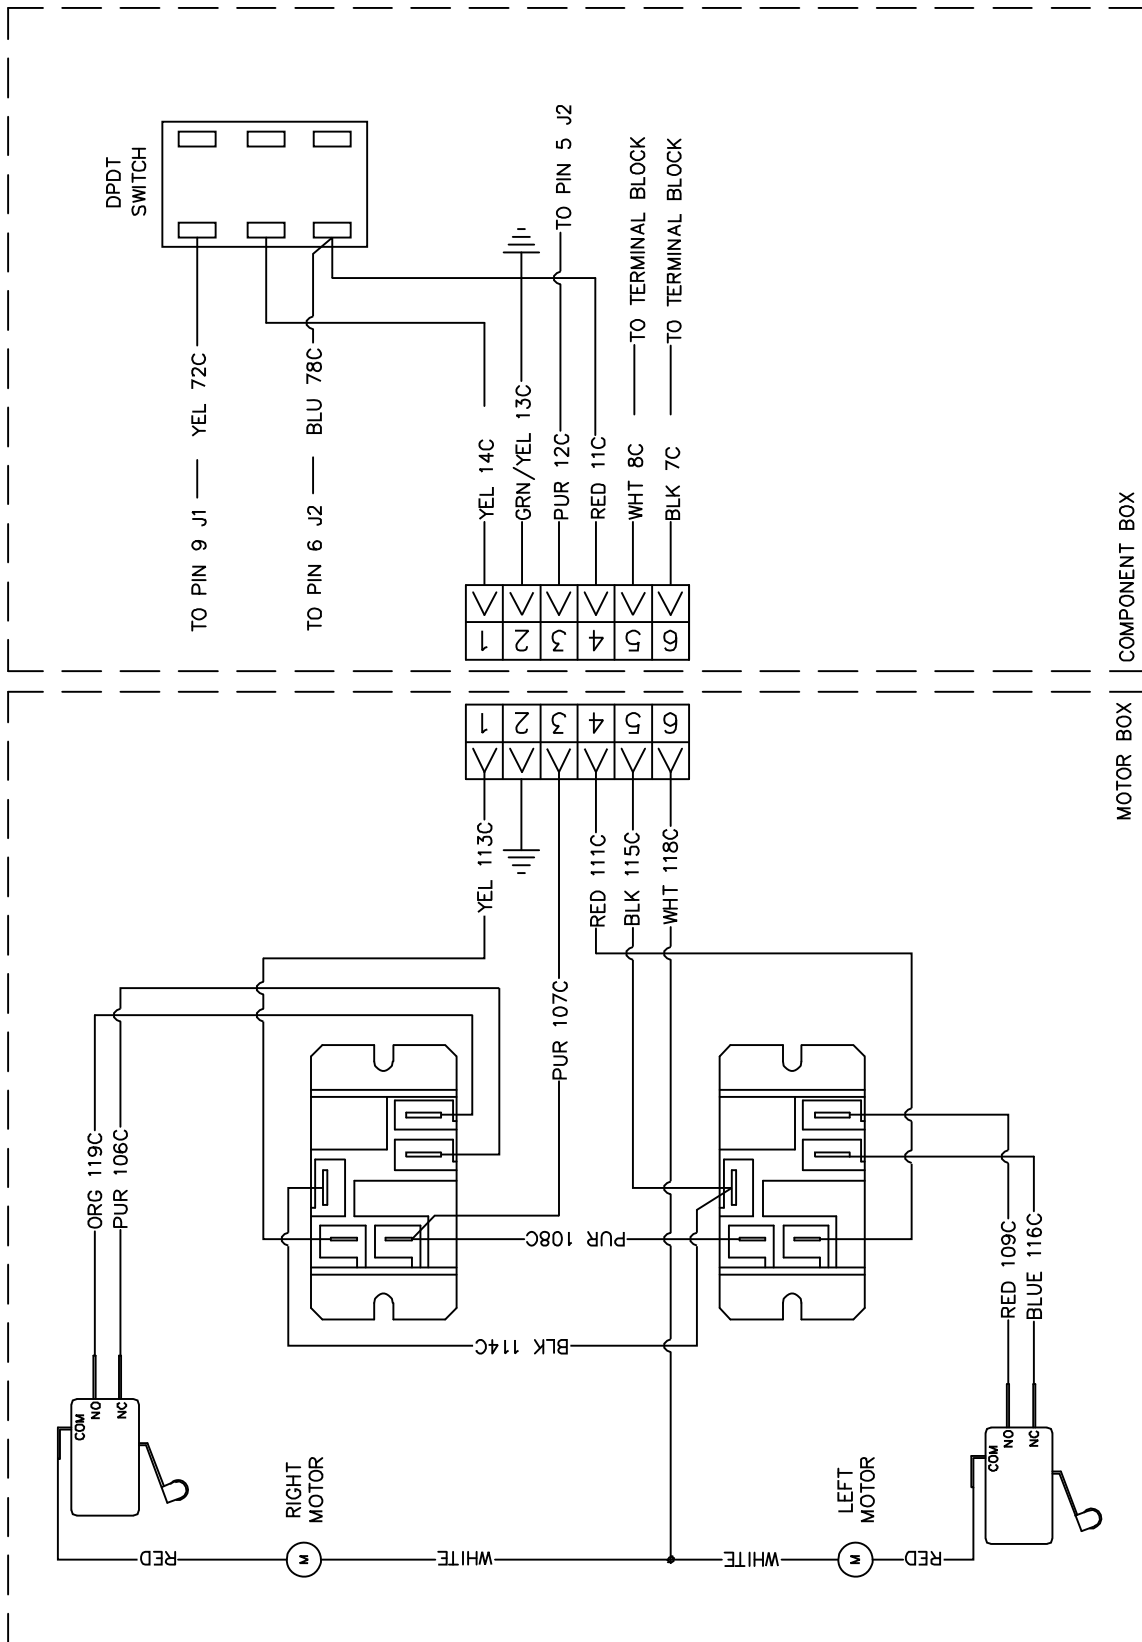 DPDT
SWITCH
TO PIN 9 J1
YEL 72C
TO PIN 6 J2
BLU 78C
YEL 14C
GRN/YEL 13C
PUR 12C
TO PIN 5 J2
RED 11C
WHT 8C
TO TERMINAL BLOCK
BLK 7C
TO TERMINAL BLOCK
1
2
3
4
5
6
COMPONENT BOX
MOTOR BOX
1
2
3
4
5
6
YEL 113C
PUR 107C
RED 111C
BLK 115C
WHT 118C
ORG 119C
PUR 106C
PUR 108C
BLK 114C
RED 109C
BLUE 116C
COM
NO
NC
RIGHT
MOTOR
M
RED
WHITE
WHITE
LEFT
MOTOR
M
RED
COM
NO
NC